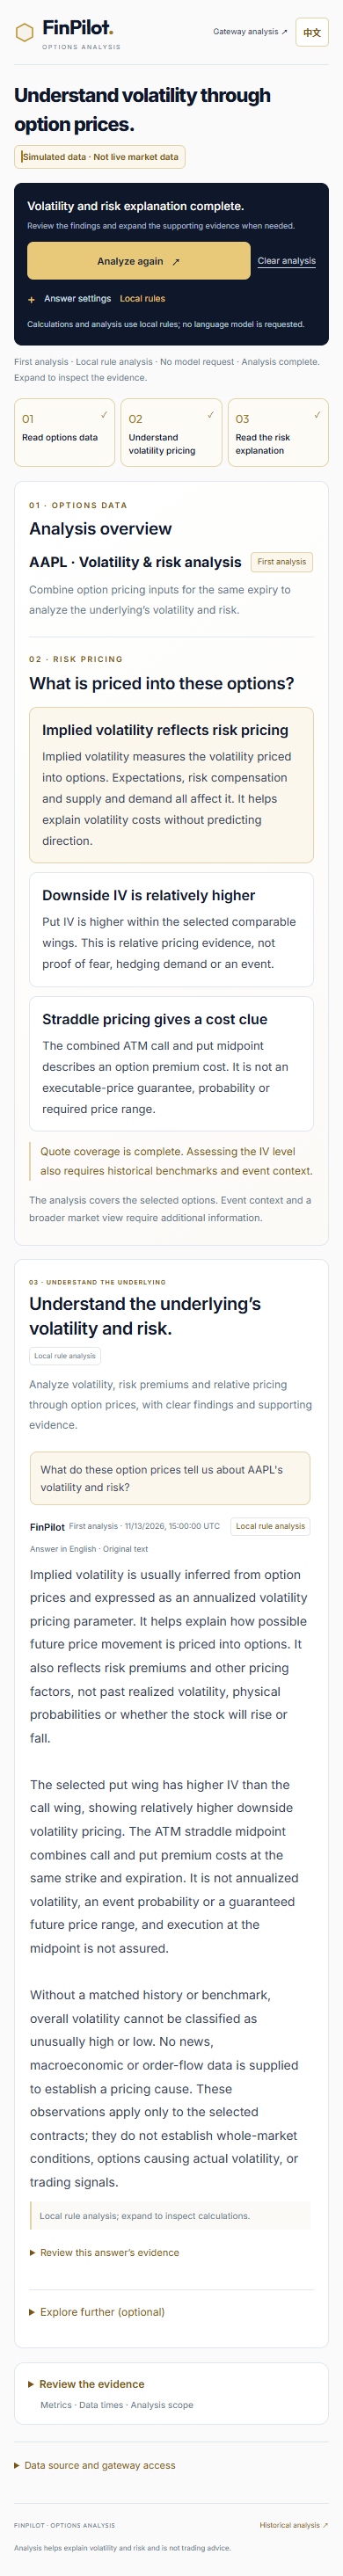 FinPilot.
OPTIONS ANALYSIS
Gateway analysis ↗
中文
Understand volatility through
option prices.
Simulated data · Not live market data
Volatility and risk explanation complete.
Review the findings and expand the supporting evidence when needed.
Analyze again ↗
Clear analysis
+ Answer settings Local rules
Calculations and analysis use local rules; no language model is requested.
First analysis · Local rule analysis · No model request · Analysis complete.
Expand to inspect the evidence.
01 ✓
Read options data
02 ✓
Understand
volatility pricing
03 ✓
Read the risk
explanation
01 · OPTIONS DATA
Analysis overview
AAPL · Volatility & risk analysis
First analysis
Combine option pricing inputs for the same expiry to
analyze the underlying's volatility and risk.
02 · RISK PRICING
What is priced into these options?
Implied volatility reflects risk pricing
Implied volatility measures the volatility priced
into options. Expectations, risk compensation
and supply and demand all affect it. It helps
explain volatility costs without predicting
direction.
Downside IV is relatively higher
Put IV is higher within the selected comparable
wings. This is relative pricing evidence, not
proof of fear, hedging demand or an event.
Straddle pricing gives a cost clue
The combined ATM call and put midpoint
describes an option premium cost. It is not an
executable-price guarantee, probability or
required price range.
Quote coverage is complete. Assessing the IV level
also requires historical benchmarks and event context.
The analysis covers the selected options. Event context and a
broader market view require additional information.
03 · UNDERSTAND THE UNDERLYING
Understand the underlying's
volatility and risk.
Local rule analysis
Analyze volatility, risk premiums and relative pricing
through option prices, with clear findings and supporting
evidence.
What do these option prices tell us about AAPL's
volatility and risk?
FinPilot First analysis · 11/13/2026, 15:00:00 UTC
Local rule analysis
Answer in English · Original text
Implied volatility is usually inferred from option
prices and expressed as an annualized volatility
pricing parameter. It helps explain how possible
future price movement is priced into options. It
also reflects risk premiums and other pricing
factors, not past realized volatility, physical
probabilities or whether the stock will rise or
fall.
The selected put wing has higher IV than the
call wing, showing relatively higher downside
volatility pricing. The ATM straddle midpoint
combines call and put premium costs at the
same strike and expiration. It is not annualized
volatility, an event probability or a guaranteed
future price range, and execution at the
midpoint is not assured.
Without a matched history or benchmark,
overall volatility cannot be classified as
unusually high or low. No news,
macroeconomic or order-flow data is supplied
to establish a pricing cause. These
observations apply only to the selected
contracts; they do not establish whole-market
conditions, options causing actual volatility, or
trading signals.
Local rule analysis; expand to inspect calculations.
▶ Review this answer's evidence
▶ Explore further (optional)
▶ Review the evidence
Metrics · Data times · Analysis scope
▶ Data source and gateway access
FINPILOT · OPTIONS ANALYSIS
Historical analysis ↗
Analysis helps explain volatility and risk and is not trading advice.